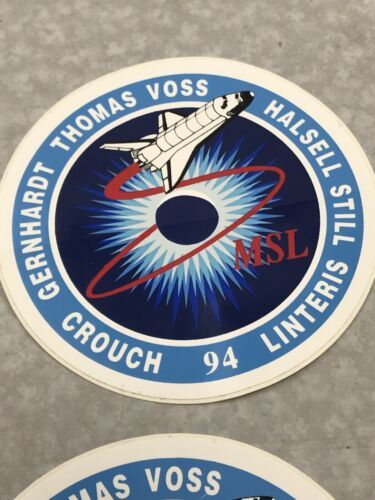 GERNHARDT THOMAS VOSS
HALSELL STILL
LINTERIS
94
CROUCH
MSL
MAS VOSS